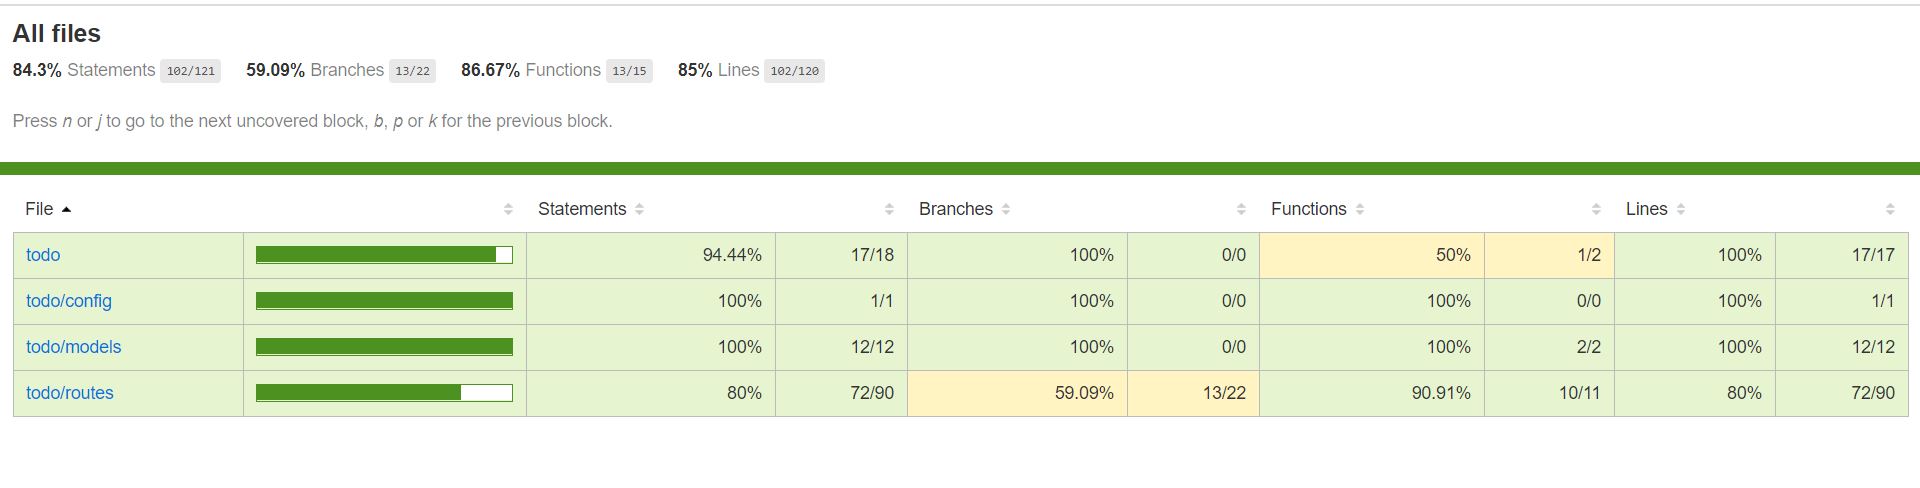 All files
84.3% Statements 102/121 59.09% Branches 13/22 86.67% Functions 13/15 85% Lines 102/120
Press n or j to go to the next uncovered block, b, p or k for the previous block.
File Statements Branches Functions Lines
todo 94.44% 17/18 100% 0/0 50% 1/2 100% 17/17
todo/config 100% 1/1 100% 0/0 100% 0/0 100% 1/1
todo/models 100% 12/12 100% 0/0 100% 2/2 100% 12/12
todo/routes 80% 72/90 59.09% 13/22 90.91% 10/11 80% 72/90